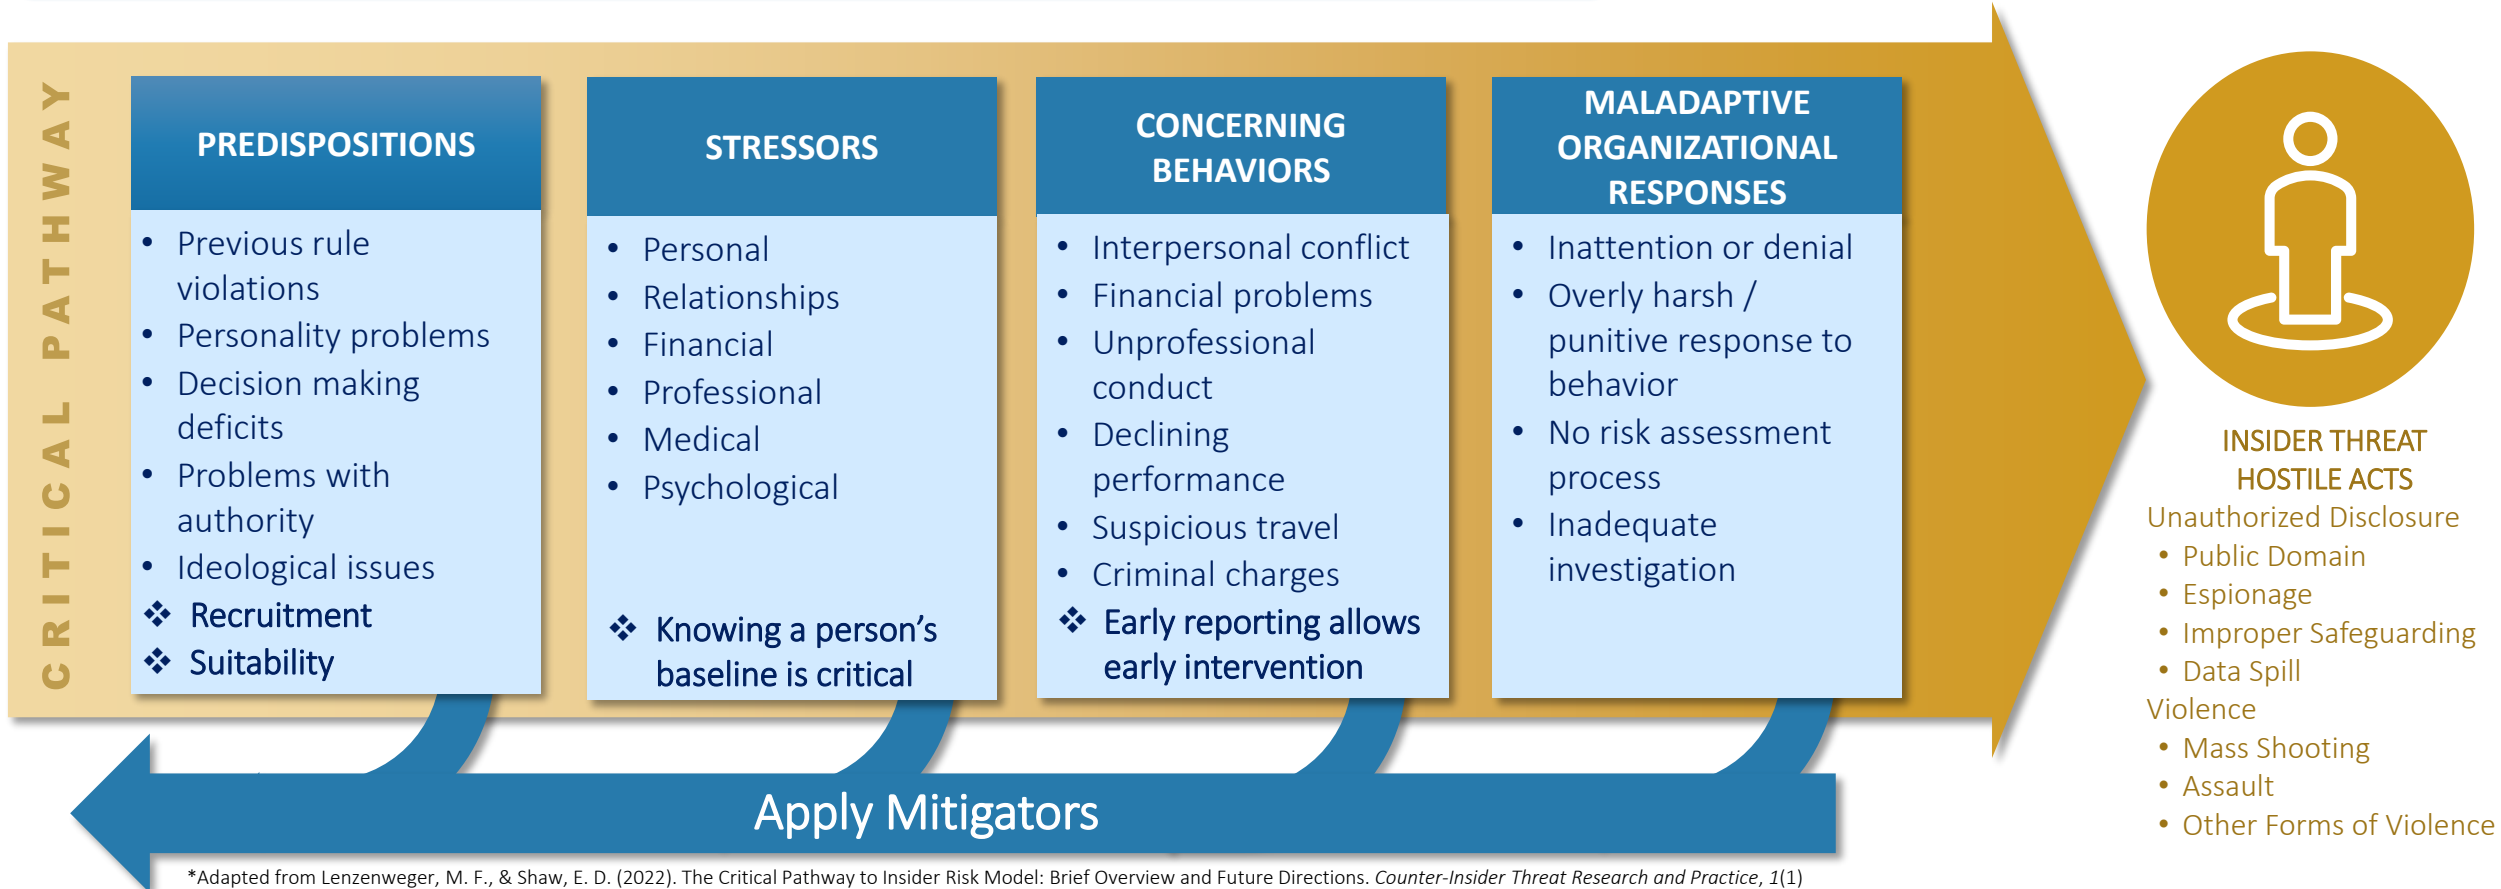 CRITICAL PATHWAY
PREDISPOSITIONS
• Previous rule
violations
• Personality problems
• Decision making
deficits
• Problems with
authority
• Ideological issues
❖ Recruitment
❖ Suitability
STRESSORS
• Personal
• Relationships
• Financial
• Professional
• Medical
• Psychological
❖ Knowing a person’s
baseline is critical
CONCERNING
BEHAVIORS
• Interpersonal conflict
• Financial problems
• Unprofessional
conduct
• Declining
performance
• Suspicious travel
• Criminal charges
❖ Early reporting allows
early intervention
MALADAPTIVE
ORGANIZATIONAL
RESPONSES
• Inattention or denial
• Overly harsh /
punitive response to
behavior
• No risk assessment
process
• Inadequate
investigation
INSIDER THREAT
HOSTILE ACTS
Unauthorized Disclosure
• Public Domain
• Espionage
• Improper Safeguarding
• Data Spill
Violence
• Mass Shooting
• Assault
• Other Forms of Violence
Apply Mitigators
*Adapted from Lenzenweger, M. F., & Shaw, E. D. (2022). The Critical Pathway to Insider Risk Model: Brief Overview and Future Directions. Counter-Insider Threat Research and Practice, 1(1)